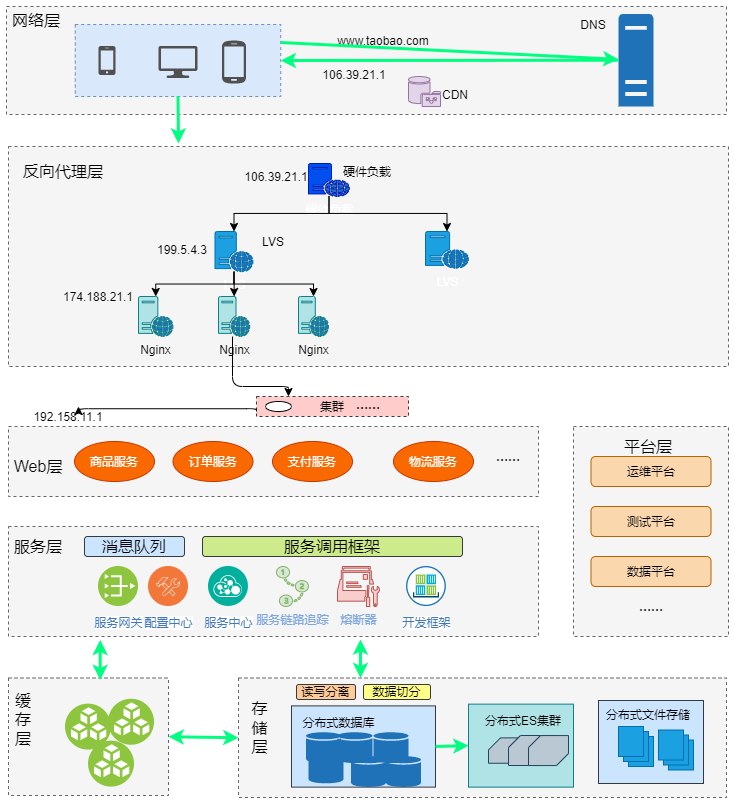 网络层
www.taobao.com
DNS
106.39.21.1
CDN
反向代理层
106.39.21.1
硬件负载
199.5.4.3
LVS
LVS
174.188.21.1
Nginx
Nginx
Nginx
集群 ......
192.158.11.1
Web层
商品服务
订单服务
支付服务
物流服务
......
平台层
运维平台
测试平台
数据平台
......
服务层
消息队列
服务调用框架
1
2
3
服务网关
配置中心
服务中心
服务链路追踪
熔断器
开发框架
缓存层
存储层
读写分离
数据切分
分布式数据库
分布式ES集群
分布式文件存储